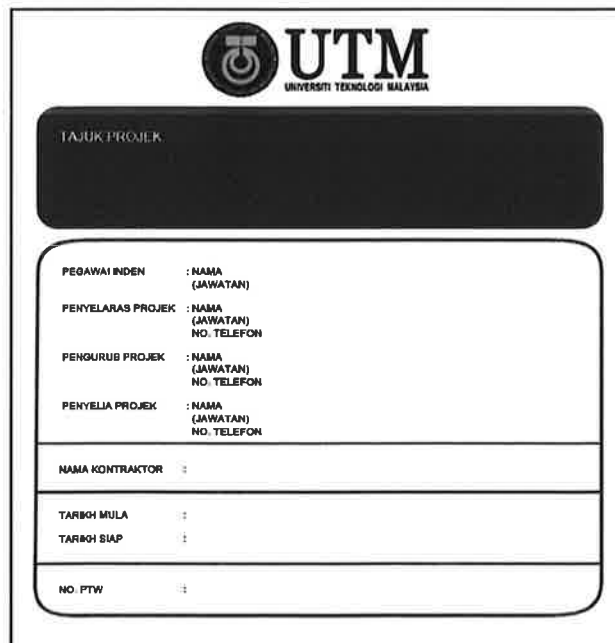 UTM
UNIVERSITI TEKNOLOGI MALAYSIA
TAJUK PROJEK
PEGAWAI INDEN : NAMA
(JAWATAN)
PENYELARAS PROJEK : NAMA
(JAWATAN)
NO. TELEFON
PENGURUS PROJEK : NAMA
(JAWATAN)
NO. TELEFON
PENYELIA PROJEK : NAMA
(JAWATAN)
NO. TELEFON
NAMA KONTRAKTOR :
TARIKH MULA :
TARIKH SIAP :
NO. PTW :